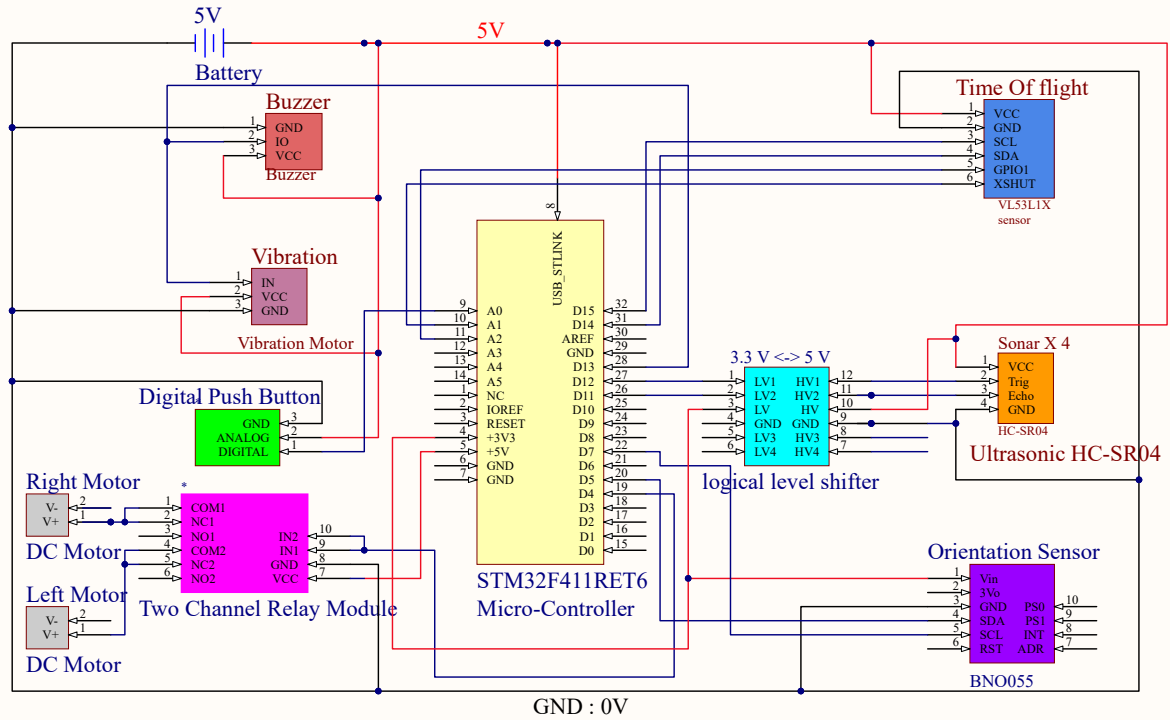 5V
5V
Battery
Buzzer
1 GND
2 IO
3 VCC
Buzzer
Time Of flight
1 VCC
2 GND
3 SCL
4 SDA
5 GPIO1
6 XSHUT
VL53L1X
sensor
Vibration
1 IN
2 VCC
3 GND
Vibration Motor
8
USB_STLINK
9 A0
10 A1
11 A2
12 A3
13 A4
14 A5
1 NC
2 IOREF
3 RESET
4 +3V3
5 +5V
6 GND
7 GND
D15 32
D14 31
AREF 30
GND 29
D13 28
D12 27
D11 26
D10 25
D9 24
D8 23
D7 22
D6 21
D5 20
D4 19
D3 18
D2 17
D1 16
D0 15
STM32F411RET6
Micro-Controller
3.3 V <-> 5 V
1 LV1 HV1 12
2 LV2 HV2 11
3 LV HV 10
4 GND GND 9
5 LV3 HV3 8
6 LV4 HV4 7
logical level shifter
Sonar X 4
1 VCC
2 Trig
3 Echo
4 GND
HC-SR04
Ultrasonic HC-SR04
Digital Push Button
*
GND 3
ANALOG 2
DIGITAL 1
Right Motor
V- 2
V+ 1
DC Motor
*
1 COM1
2 NC1
3 NO1
4 COM2
5 NC2
6 NO2
IN2 10
IN1 9
GND 8
VCC 7
Two Channel Relay Module
Left Motor
V- 2
V+ 1
DC Motor
Orientation Sensor
1 Vin
2 3Vo
3 GND PS0 10
4 SDA PS1 9
5 SCL INT 8
6 RST ADR 7
BNO055
GND : 0V